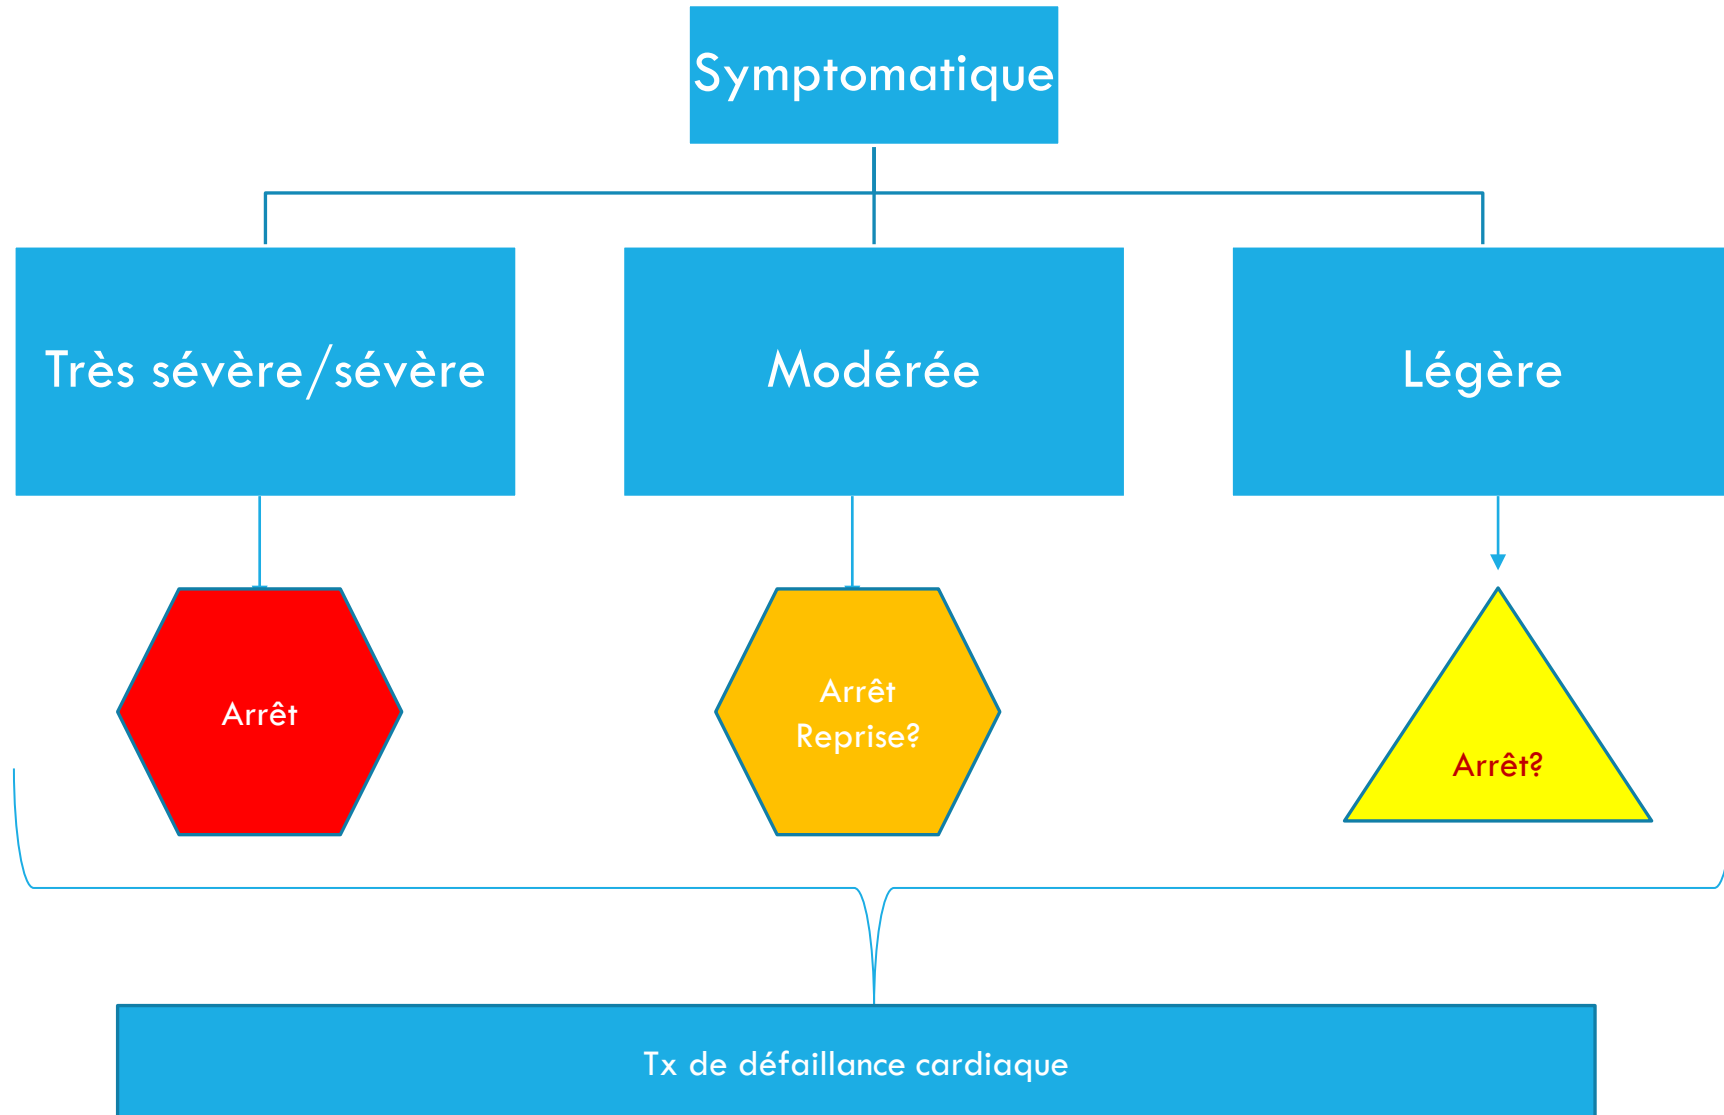 Symptomatique
Très sévère/sévère
Modérée
Légère
Arrêt
Arrêt
Reprise?
Arrêt?
Tx de défaillance cardiaque